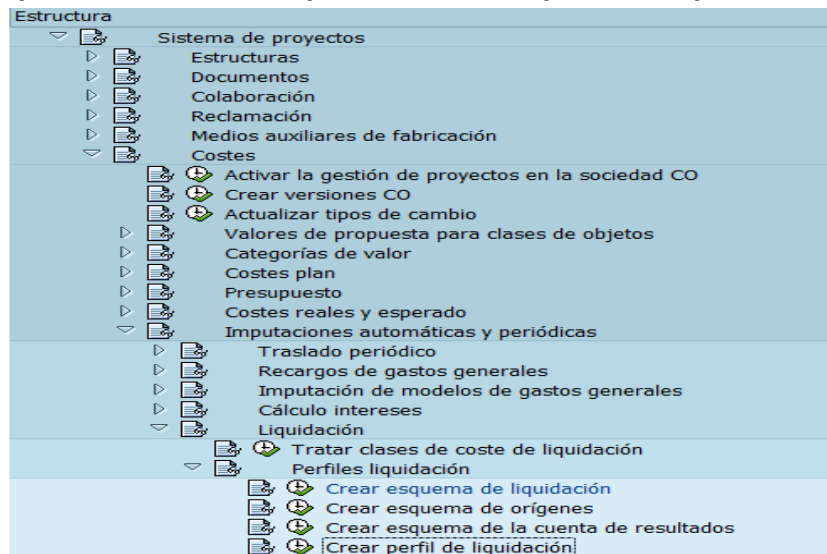 Estructura
Sistema de proyectos
Estructuras
Documentos
Colaboración
Reclamación
Medios auxiliares de fabricación
Costes
Activar la gestión de proyectos en la sociedad CO
Crear versiones CO
Actualizar tipos de cambio
Valores de propuesta para clases de objetos
Categorías de valor
Costes plan
Presupuesto
Costes reales y esperado
Imputaciones automáticas y periódicas
Traslado periódico
Recargos de gastos generales
Imputación de modelos de gastos generales
Cálculo intereses
Liquidación
Tratar clases de coste de liquidación
Perfiles liquidación
Crear esquema de liquidación
Crear esquema de orígenes
Crear esquema de la cuenta de resultados
Crear perfil de liquidación